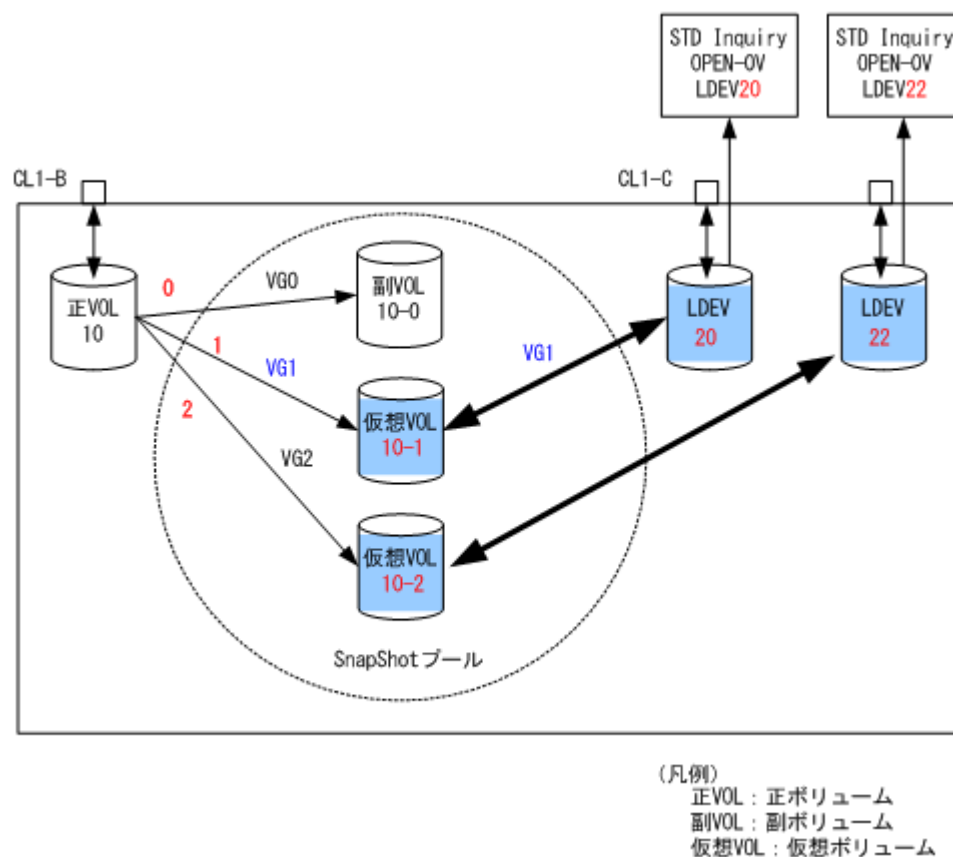 STD Inquiry
OPEN-0V
LDEV20
STD Inquiry
OPEN-0V
LDEV22
CL1-B
CL1-C
正VOL
10
0
VG0
副VOL
10-0
1
VG1
仮想VOL
10-1
2
VG2
仮想VOL
10-2
VG1
LDEV
20
LDEV
22
SnapShotプール
(凡例)
正VOL:正ボリューム
副VOL:副ボリューム
仮想VOL:仮想ボリューム